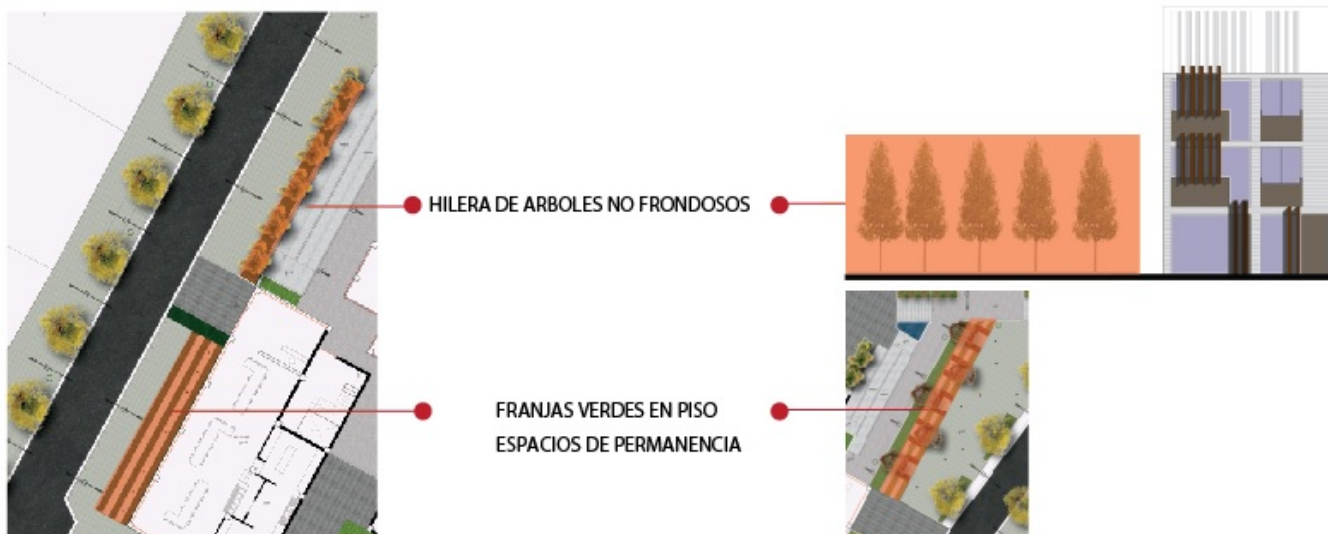 HILERA DE ARBOLES NO FRONDOSOS
FRANJAS VERDES EN PISO
ESPACIOS DE PERMANENCIA